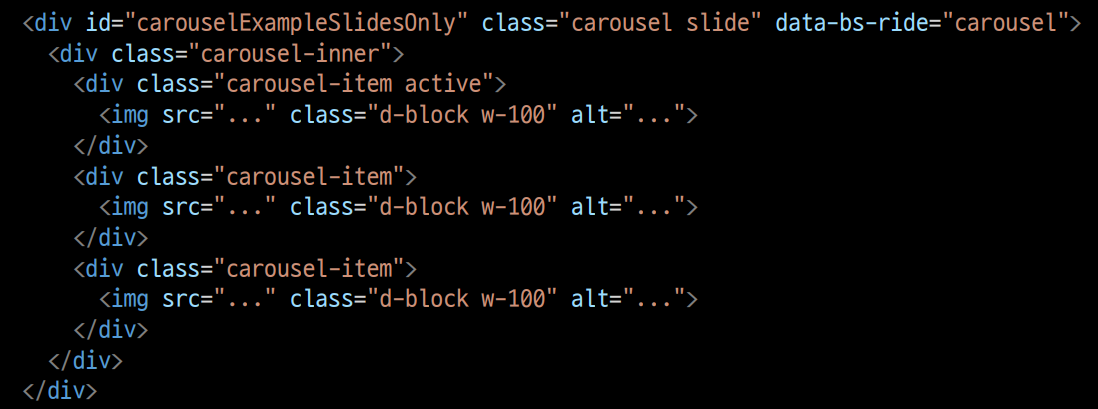 <div id="carouselExampleSlidesOnly" class="carousel slide" data-bs-ride="carousel">
  <div class="carousel-inner">
    <div class="carousel-item active">
      <img src="..." class="d-block w-100" alt="...">
    </div>
    <div class="carousel-item">
      <img src="..." class="d-block w-100" alt="...">
    </div>
    <div class="carousel-item">
      <img src="..." class="d-block w-100" alt="...">
    </div>
  </div>
</div>